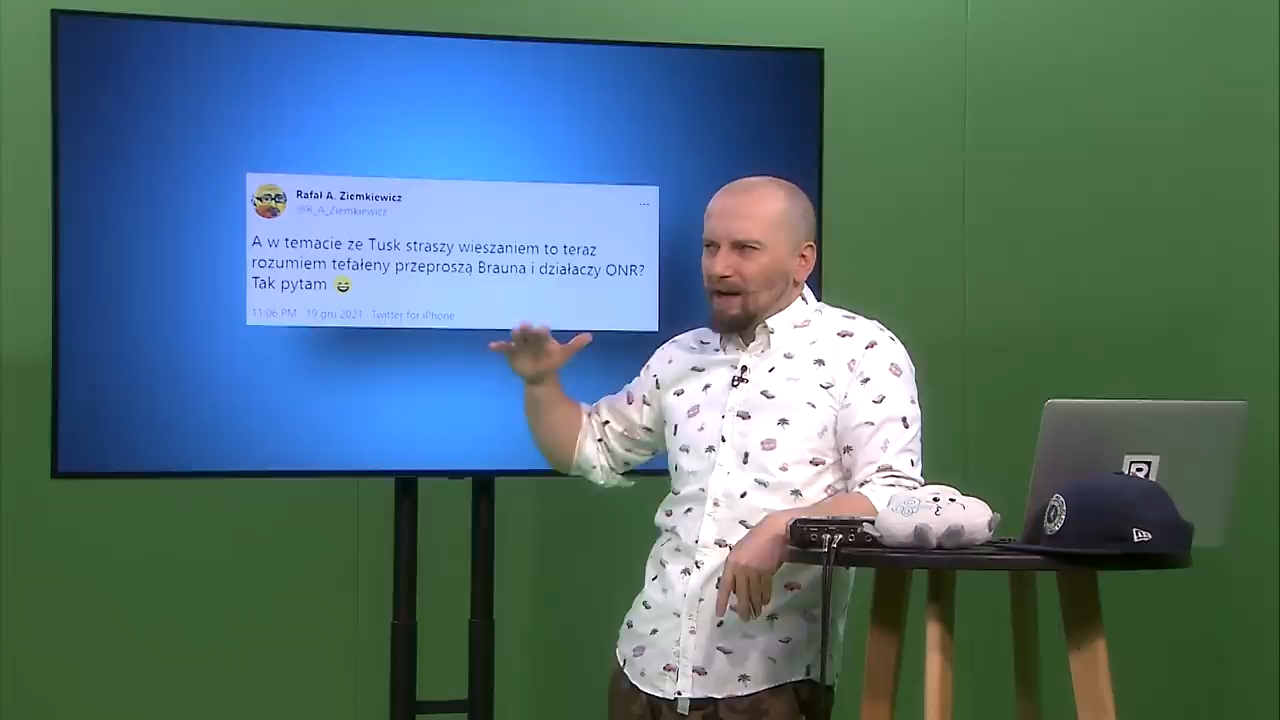 Rafał A. Ziemkiewicz
@R_A_Ziemkiewicz
A w temacie że Tusk straszy wieszaniem to teraz
rozumiem tefałeny przeproszą Brauna i działaczy ONR?
Tak pytam 😄
11:06 PM · 19 gru 2021 · Twitter for iPhone
R